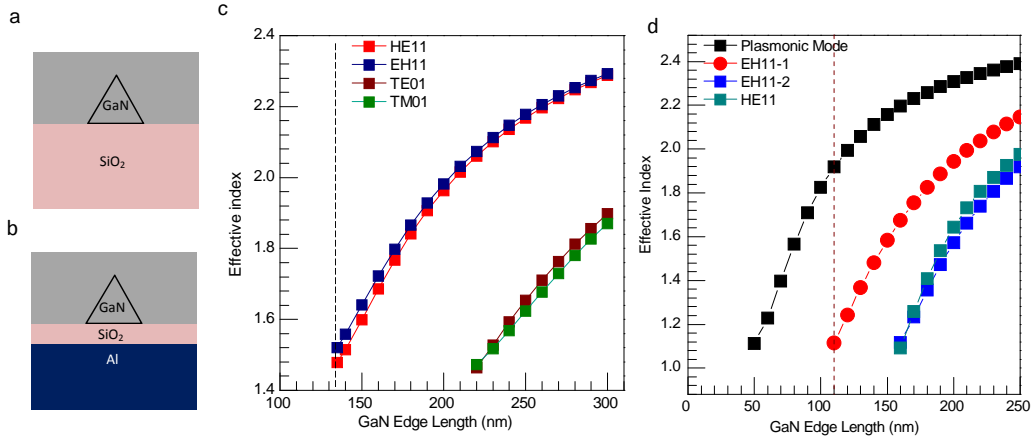 a
GaN
SiO₂
b
GaN
SiO₂
Al
c
Effective Index
2.4
2.2
2.0
1.8
1.6
1.4
HE11
EH11
TE01
TM01
100 150 200 250 300
GaN Edge Length (nm)
d
Effective Index
2.4
2.2
2.0
1.8
1.6
1.4
1.2
1.0
Plasmonic Mode
EH11-1
EH11-2
HE11
0 50 100 150 200 250
GaN Edge Length (nm)